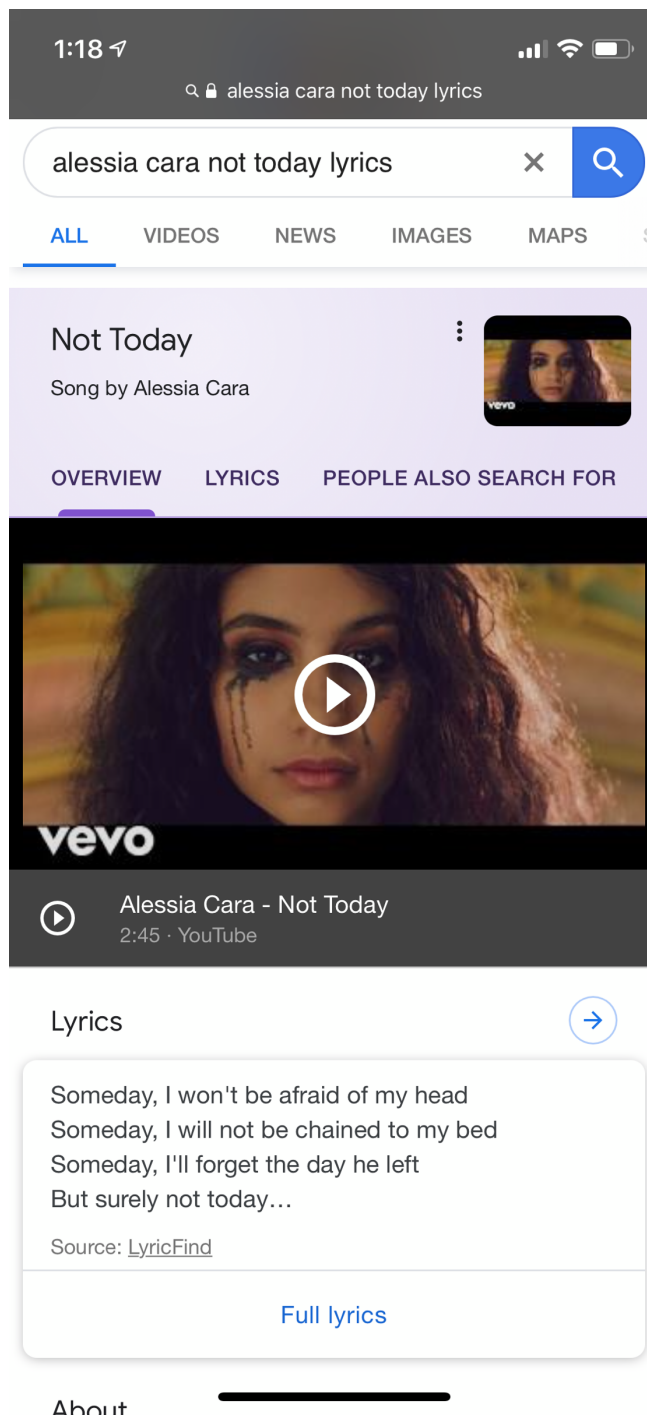 1:18
alessia cara not today lyrics
alessia cara not today lyrics
ALL VIDEOS NEWS IMAGES MAPS
Not Today
Song by Alessia Cara
vevo
OVERVIEW LYRICS PEOPLE ALSO SEARCH FOR
vevo
Alessia Cara - Not Today
2:45 · YouTube
Lyrics
Someday, I won't be afraid of my head
Someday, I will not be chained to my bed
Someday, I'll forget the day he left
But surely not today...
Source: LyricFind
Full lyrics
About